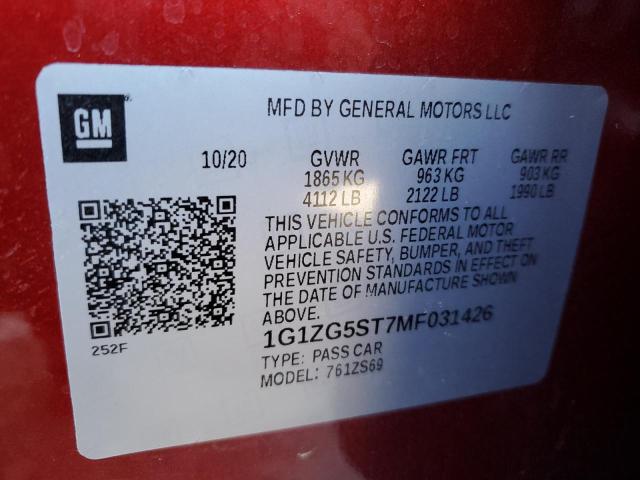 GM
MFD BY GENERAL MOTORS LLC
10/20 GVWR GAWR FRT GAWR RR
1865 KG 963 KG 903 KG
4112 LB 2122 LB 1990 LB
THIS VEHICLE CONFORMS TO ALL
APPLICABLE U.S. FEDERAL MOTOR
VEHICLE SAFETY, BUMPER, AND THEFT
PREVENTION STANDARDS IN EFFECT ON
THE DATE OF MANUFACTURE SHOWN
ABOVE.
1G1ZG5ST7MF031426
252F
TYPE: PASS CAR
MODEL: 761ZS69